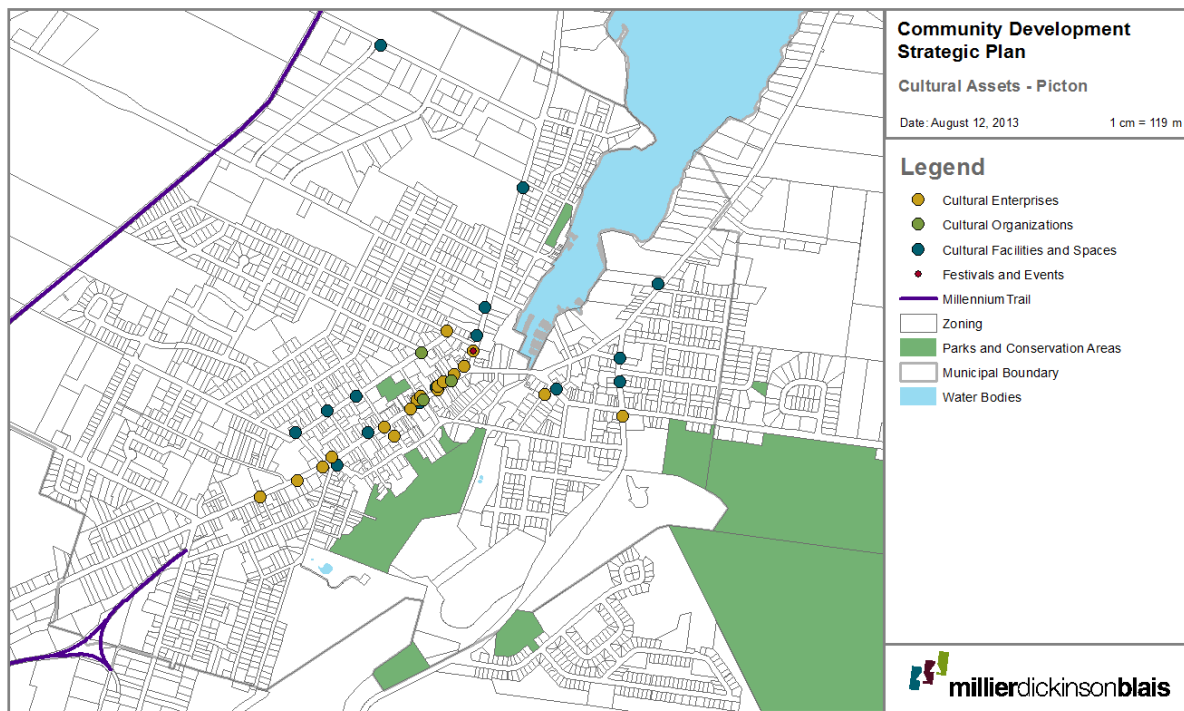 Community Development
Strategic Plan
Cultural Assets - Picton
Date: August 12, 2013 1 cm = 119 m
Legend
Cultural Enterprises
Cultural Organizations
Cultural Facilities and Spaces
Festivals and Events
Millennium Trail
Zoning
Parks and Conservation Areas
Municipal Boundary
Water Bodies
millierdickinsonblais